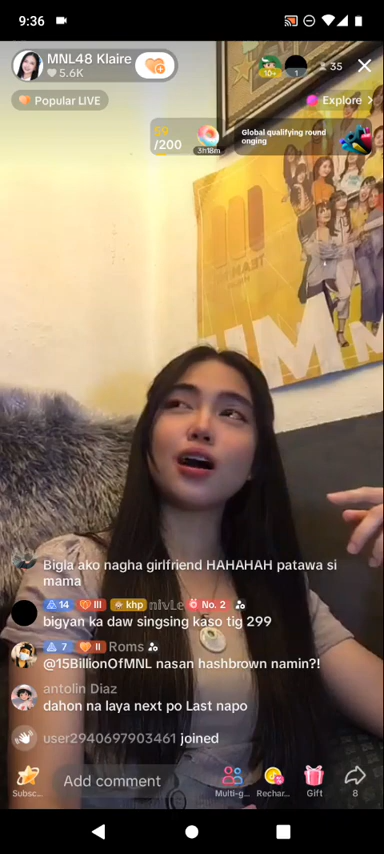 9:36
MNL48 Klaire
5.6K
10+
1
35
Popular LIVE
Explore
59
/200
3h18m
Global qualifying round
onging
Bigla ako nagha girlfriend HAHAHAH patawa si
mama
14 III khp nivLe No. 2
bigyan ka daw singsing kaso tig 299
7 II Roms
@15BillionOfMNL nasan hashbrown namin?!
antolin Diaz
dahon na laya next po Last napo
user2940697903461 joined
Add comment
Subsc... Multi-g... Rechar... Gift 8